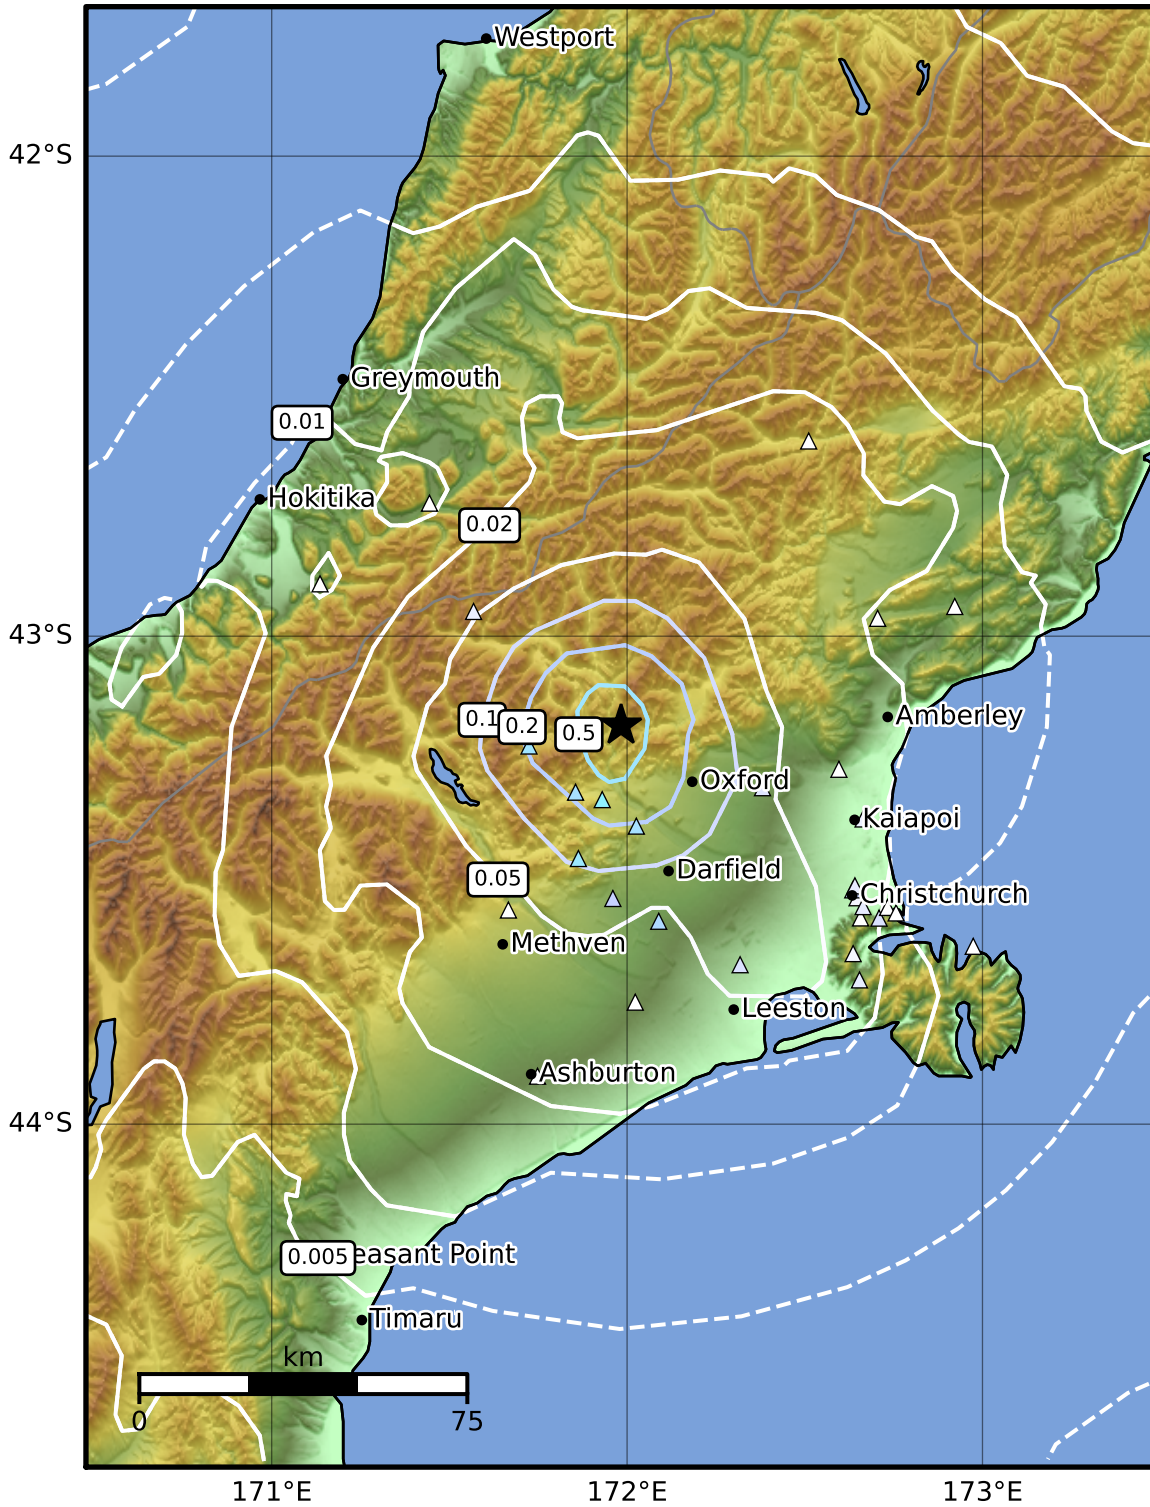 Westport
42°S
Greymouth
0.01
Hokitika
0.02
43°S
0.1
0.2
0.5
Amberley
Oxford
Kaiapoi
0.05
Darfield
Christchurch
Methven
Leeston
Ashburton
44°S
0.005
easant Point
Timaru
km
0
75
171°E
172°E
173°E